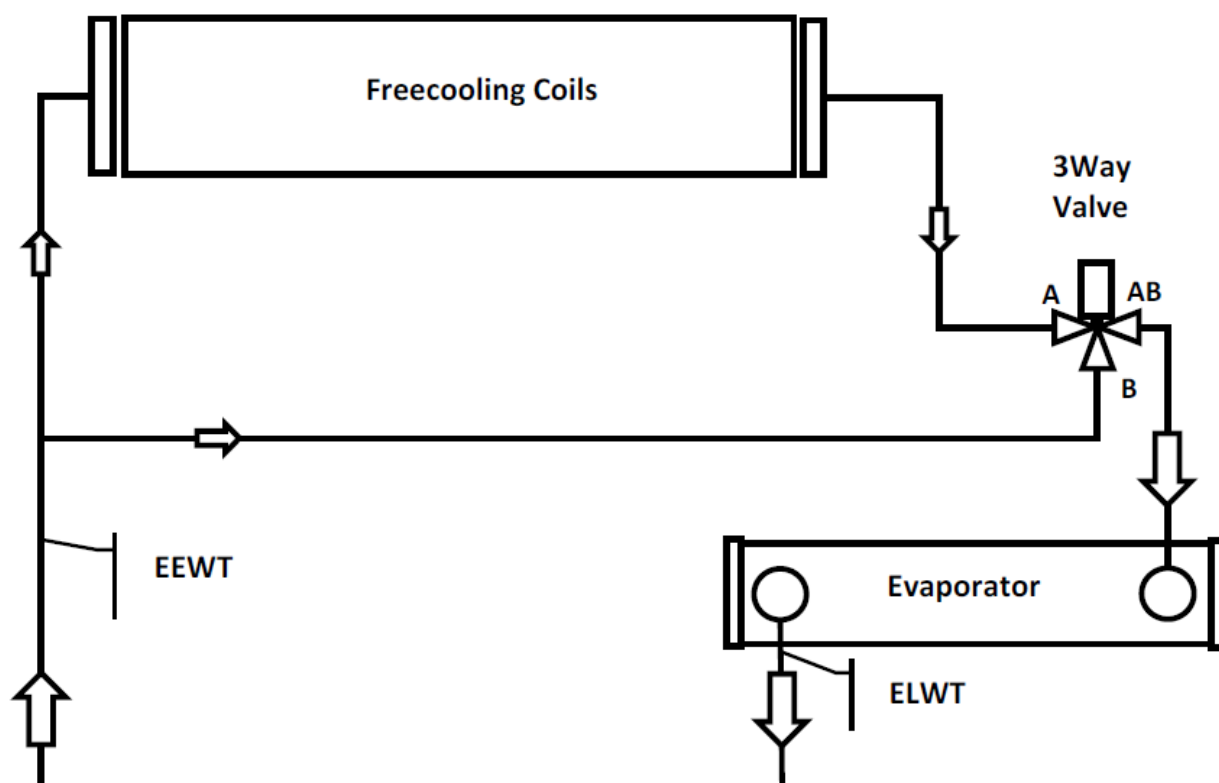 Freecooling Coils
3Way
Valve
A
AB
B
EEWT
Evaporator
ELWT